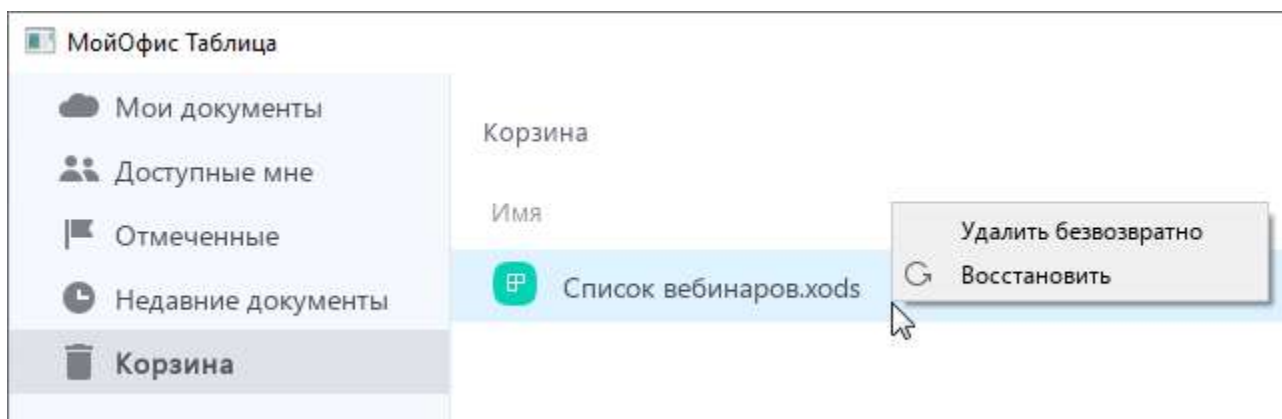 МойОфис Таблица
Мои документы
Доступные мне
Отмеченные
Недавние документы
Корзина
Корзина
Имя
Список вебинаров.xods
Удалить безвозвратно
Восстановить